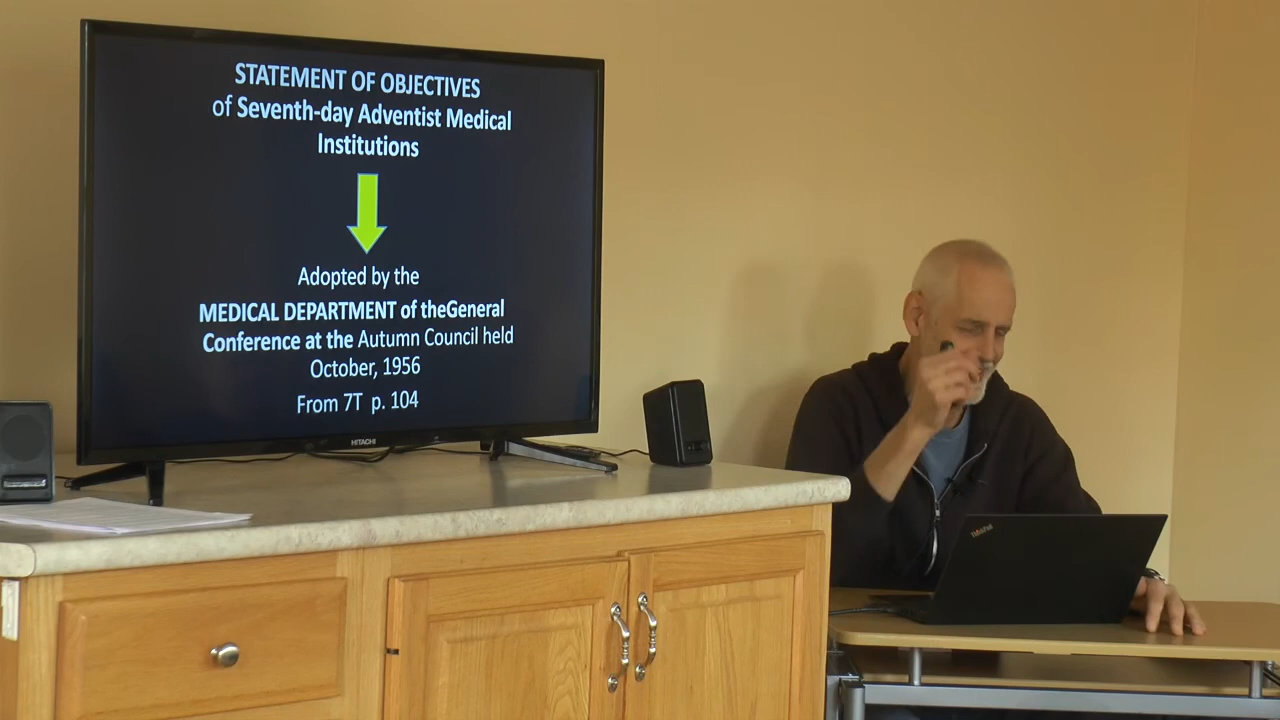 STATEMENT OF OBJECTIVES
of Seventh-day Adventist Medical
Institutions
Adopted by the
MEDICAL DEPARTMENT of theGeneral
Conference at the Autumn Council held
October, 1956
From 7T p. 104
HITACHI
ThinkPad